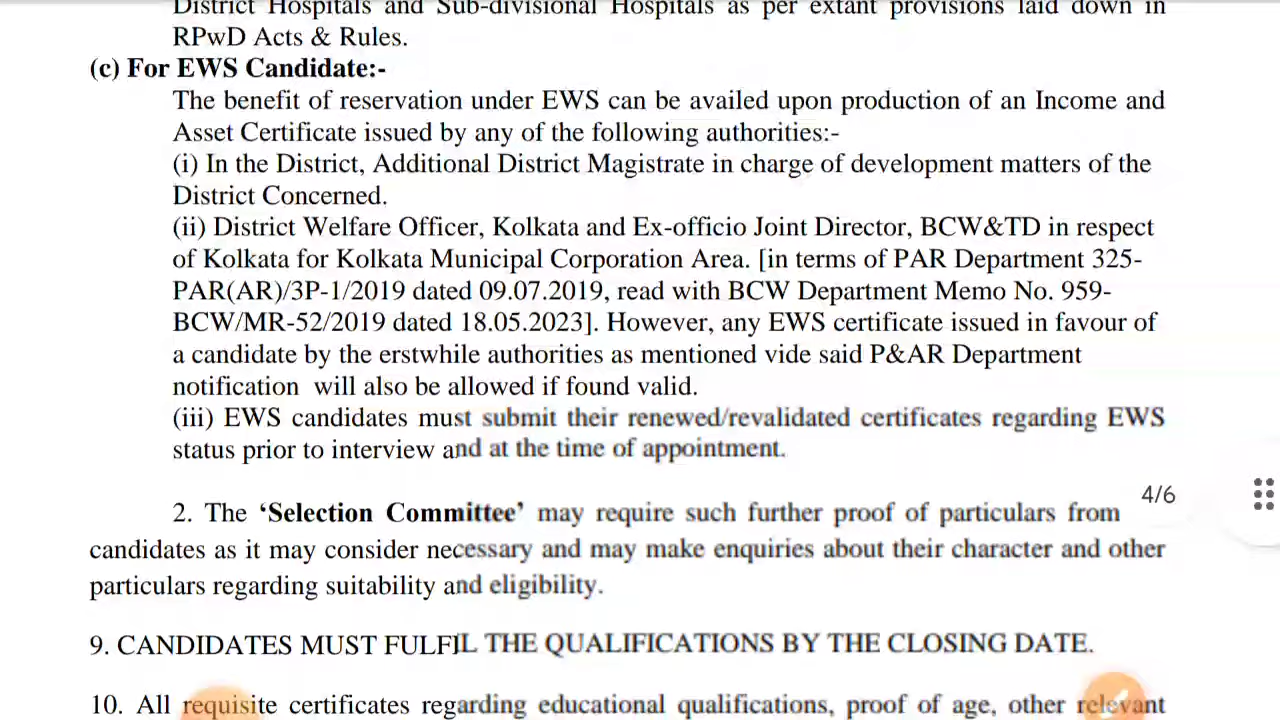 District Hospitals and Sub-divisional Hospitals as per extant provisions laid down in
RPwD Acts & Rules.
(c) For EWS Candidate:-
The benefit of reservation under EWS can be availed upon production of an Income and
Asset Certificate issued by any of the following authorities:-
(i) In the District, Additional District Magistrate in charge of development matters of the
District Concerned.
(ii) District Welfare Officer, Kolkata and Ex-officio Joint Director, BCW&TD in respect
of Kolkata for Kolkata Municipal Corporation Area. [in terms of PAR Department 325-
PAR(AR)/3P-1/2019 dated 09.07.2019, read with BCW Department Memo No. 959-
BCW/MR-52/2019 dated 18.05.2023]. However, any EWS certificate issued in favour of
a candidate by the erstwhile authorities as mentioned vide said P&AR Department
notification will also be allowed if found valid.
(iii) EWS candidates must submit their renewed/revalidated certificates regarding EWS
status prior to interview and at the time of appointment.
4/6
2. The ‘Selection Committee’ may require such further proof of particulars from
candidates as it may consider necessary and may make enquiries about their character and other
particulars regarding suitability and eligibility.
9. CANDIDATES MUST FULFIL THE QUALIFICATIONS BY THE CLOSING DATE.
10. All requisite certificates regarding educational qualifications, proof of age, other relevant